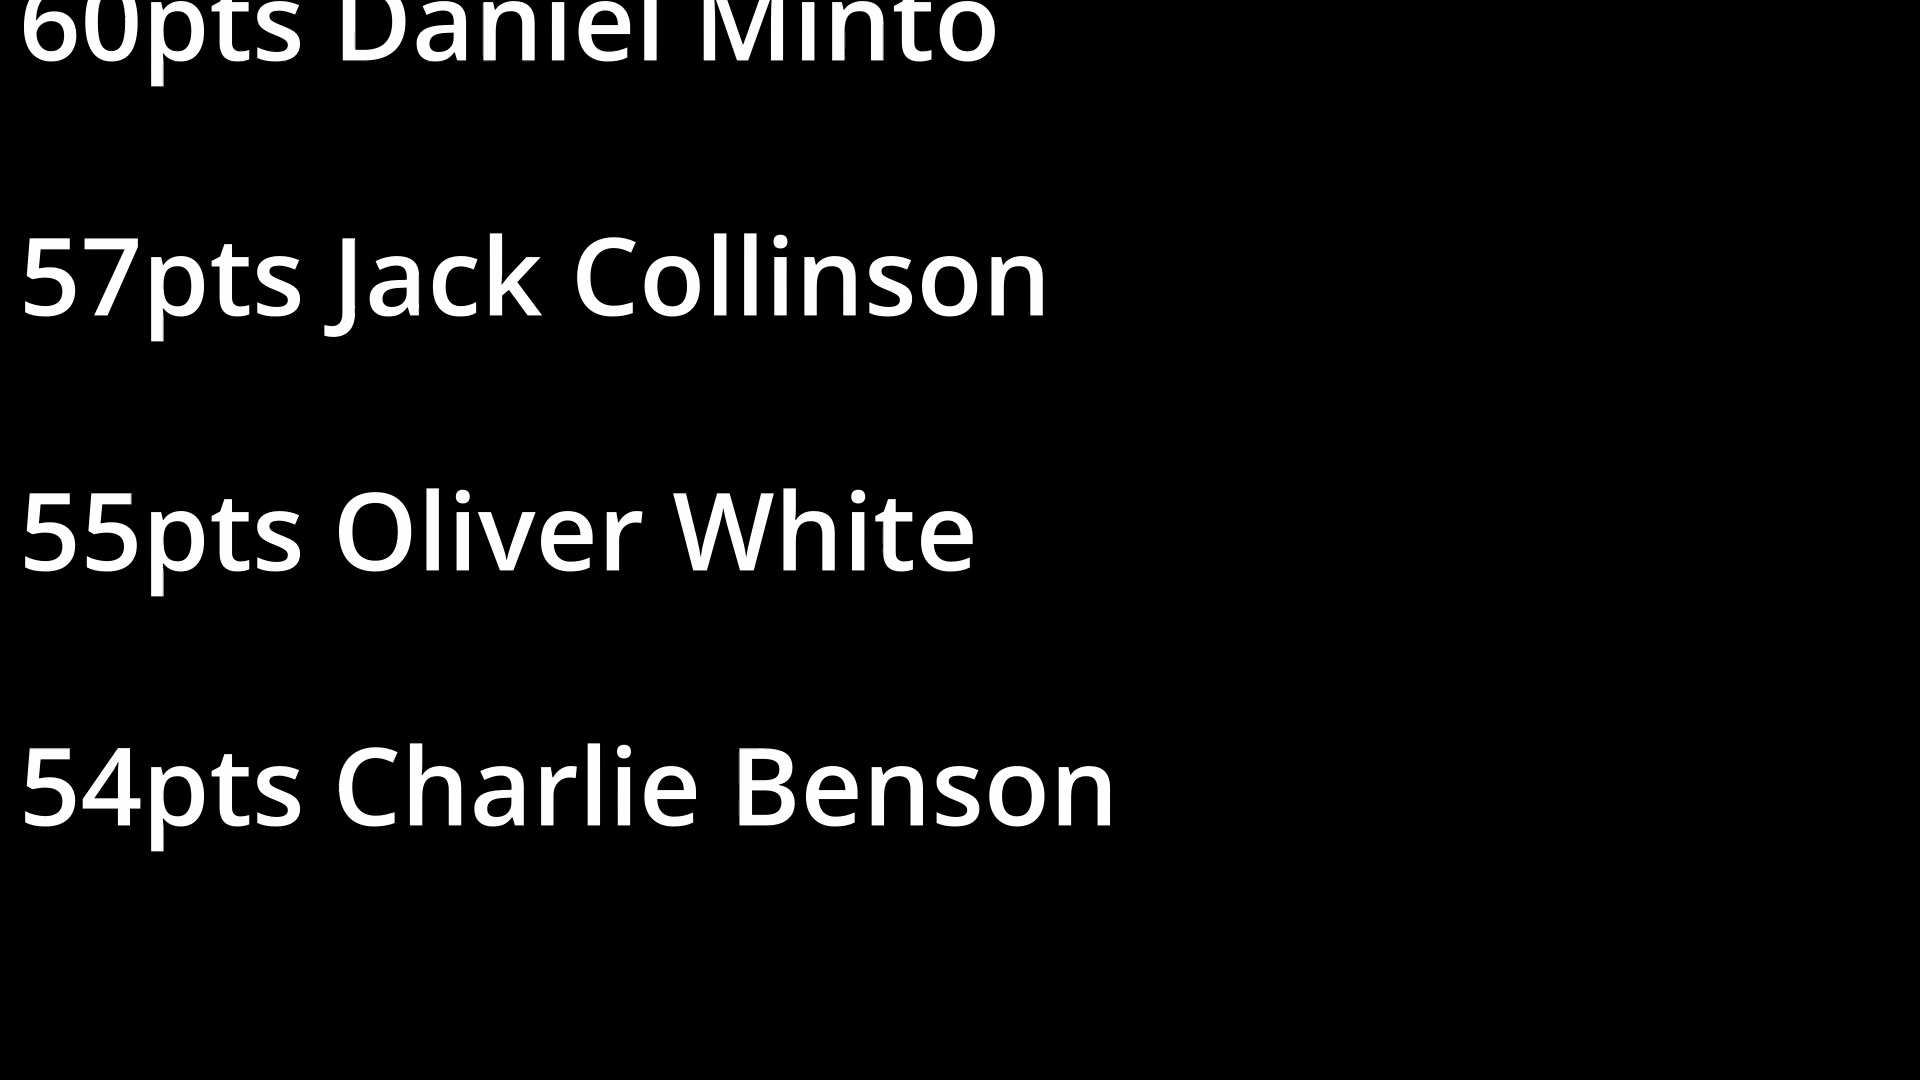 60pts Daniel Minto
57pts Jack Collinson
55pts Oliver White
54pts Charlie Benson